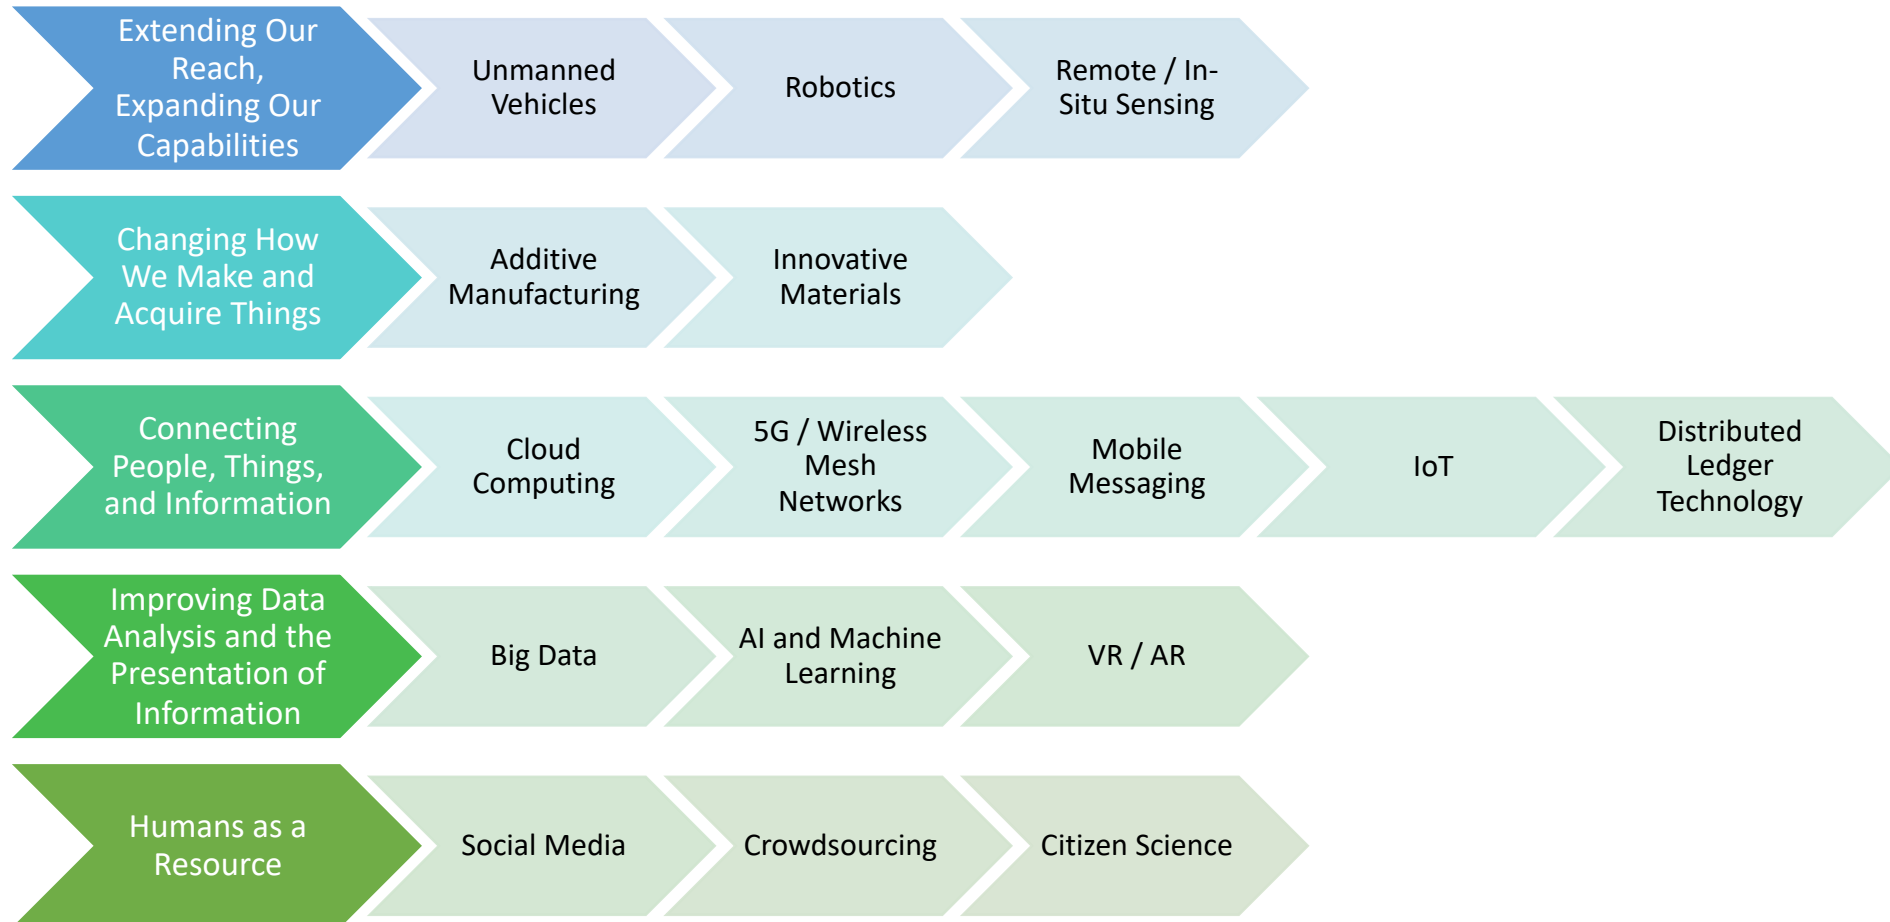 Extending Our
Reach,
Expanding Our
Capabilities
Unmanned
Vehicles
Robotics
Remote / In-
Situ Sensing
Changing How
We Make and
Acquire Things
Additive
Manufacturing
Innovative
Materials
Connecting
People, Things,
and Information
Cloud
Computing
5G / Wireless
Mesh
Networks
Mobile
Messaging
IoT
Distributed
Ledger
Technology
Improving Data
Analysis and the
Presentation of
Information
Big Data
AI and Machine
Learning
VR / AR
Humans as a
Resource
Social Media
Crowdsourcing
Citizen Science